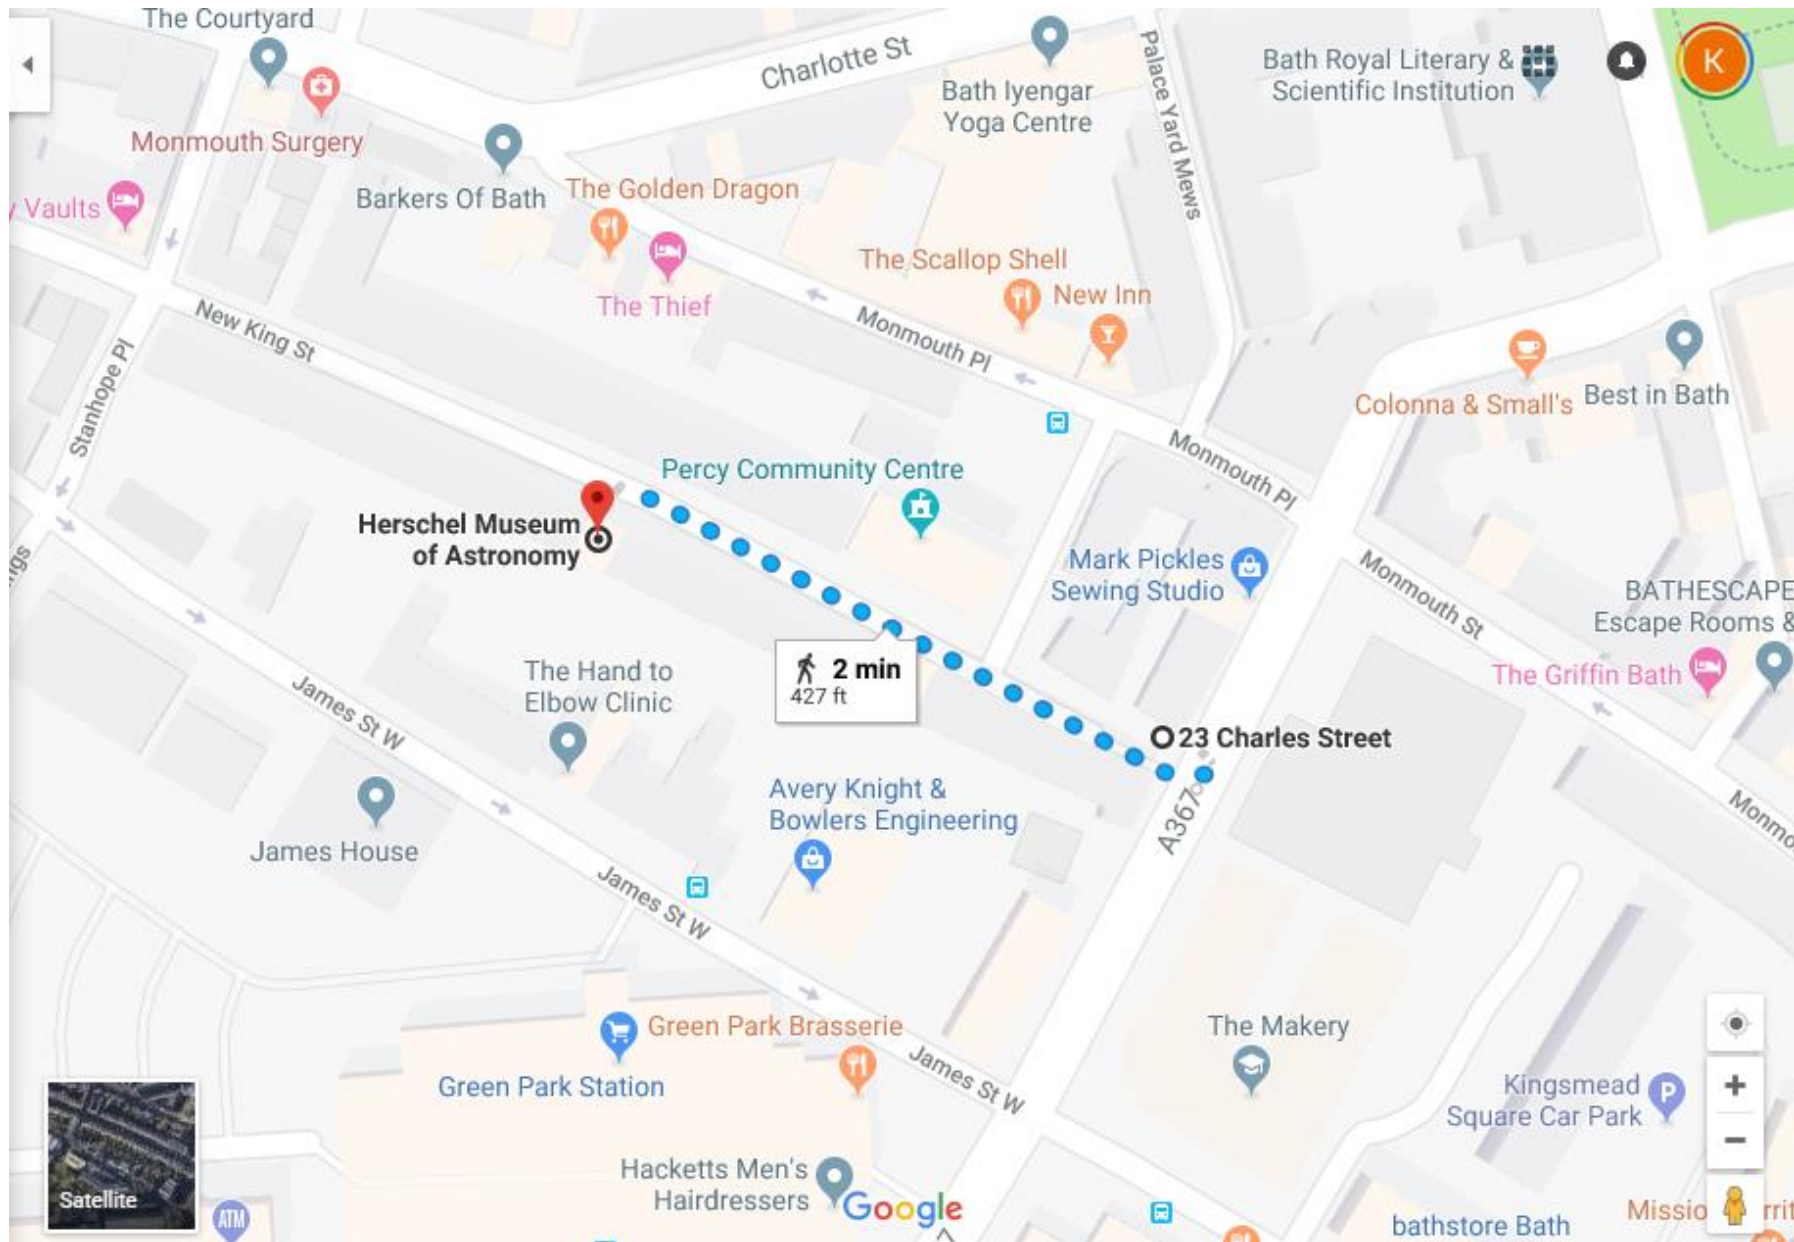 The Courtyard
Charlotte St
Palace Yard Mews
Bath Royal Literary &
Scientific Institution
K
Bath Iyengar
Yoga Centre
Monmouth Surgery
Barkers Of Bath
The Golden Dragon
Vaults
The Thief
The Scallop Shell
New Inn
New King St
Monmouth Pl
Stanhope Pl
Colonna & Small's
Best in Bath
Monmouth Pl
Percy Community Centre
Herschel Museum
of Astronomy
Mark Pickles
Sewing Studio
Monmouth St
BATHESCAPE
Escape Rooms &
The Griffin Bath
The Hand to
Elbow Clinic
2 min
427 ft
James St W
23 Charles Street
A367
Avery Knight &
Bowlers Engineering
James House
James St W
Green Park Brasserie
Green Park Station
James St W
The Makery
Kingsmead
Square Car Park
P
Hacketts Men's
Hairdressers
Google
Satellite
ATM
bathstore Bath